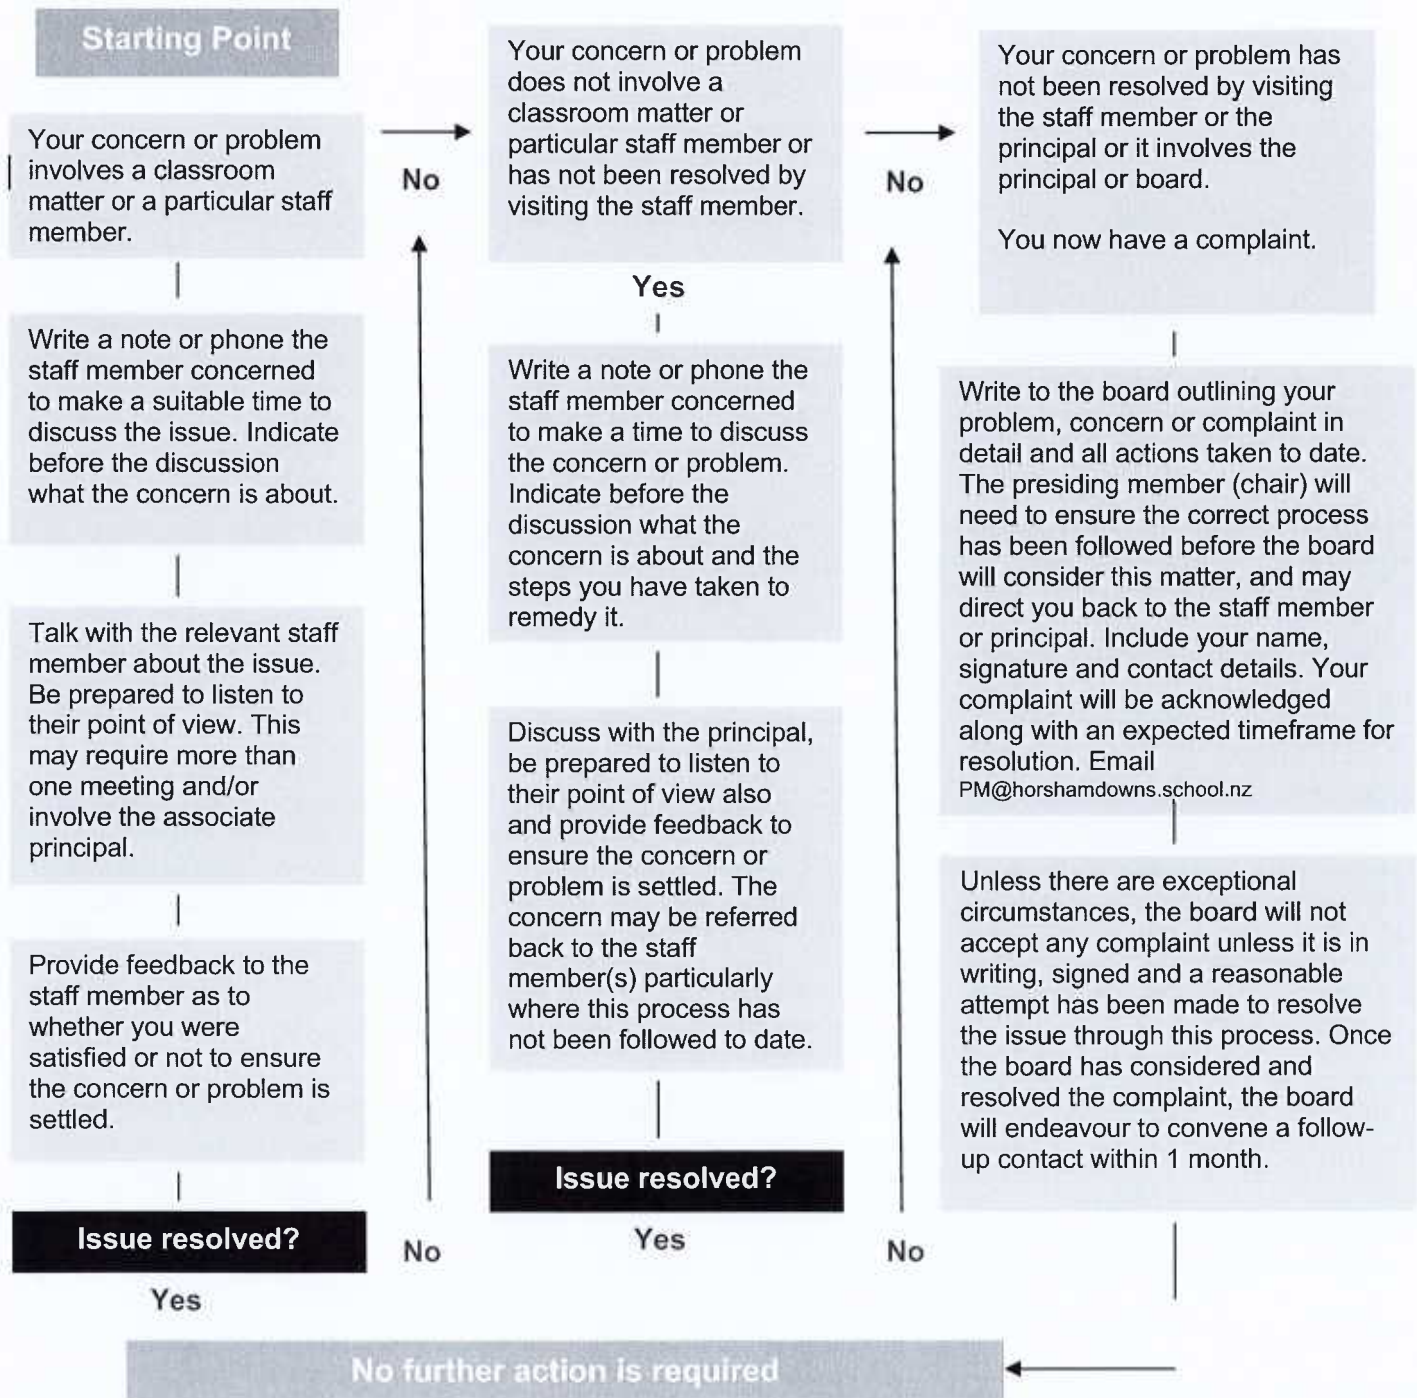 Starting Point
Your concern or problem
involves a classroom
matter or a particular staff
member.
Write a note or phone the
staff member concerned
to make a suitable time to
discuss the issue. Indicate
before the discussion
what the concern is about.
Talk with the relevant staff
member about the issue.
Be prepared to listen to
their point of view. This
may require more than
one meeting and/or
involve the associate
principal.
Provide feedback to the
staff member as to
whether you were
satisfied or not to ensure
the concern or problem is
settled.
Issue resolved?
Yes
No
No
Your concern or problem
does not involve a
classroom matter or
particular staff member or
has not been resolved by
visiting the staff member.
Yes
Write a note or phone the
staff member concerned
to make a time to discuss
the concern or problem.
Indicate before the
discussion what the
concern is about and the
steps you have taken to
remedy it.
Discuss with the principal,
be prepared to listen to
their point of view also
and provide feedback to
ensure the concern or
problem is settled. The
concern may be referred
back to the staff
member(s) particularly
where this process has
not been followed to date.
Issue resolved?
Yes
No
No
Your concern or problem has
not been resolved by visiting
the staff member or the
principal or it involves the
principal or board.
You now have a complaint.
Write to the board outlining your
problem, concern or complaint in
detail and all actions taken to date.
The presiding member (chair) will
need to ensure the correct process
has been followed before the board
will consider this matter, and may
direct you back to the staff member
or principal. Include your name,
signature and contact details. Your
complaint will be acknowledged
along with an expected timeframe for
resolution. Email
PM@horshamdowns.school.nz
Unless there are exceptional
circumstances, the board will not
accept any complaint unless it is in
writing, signed and a reasonable
attempt has been made to resolve
the issue through this process. Once
the board has considered and
resolved the complaint, the board
will endeavour to convene a follow-
up contact within 1 month.
No further action is required